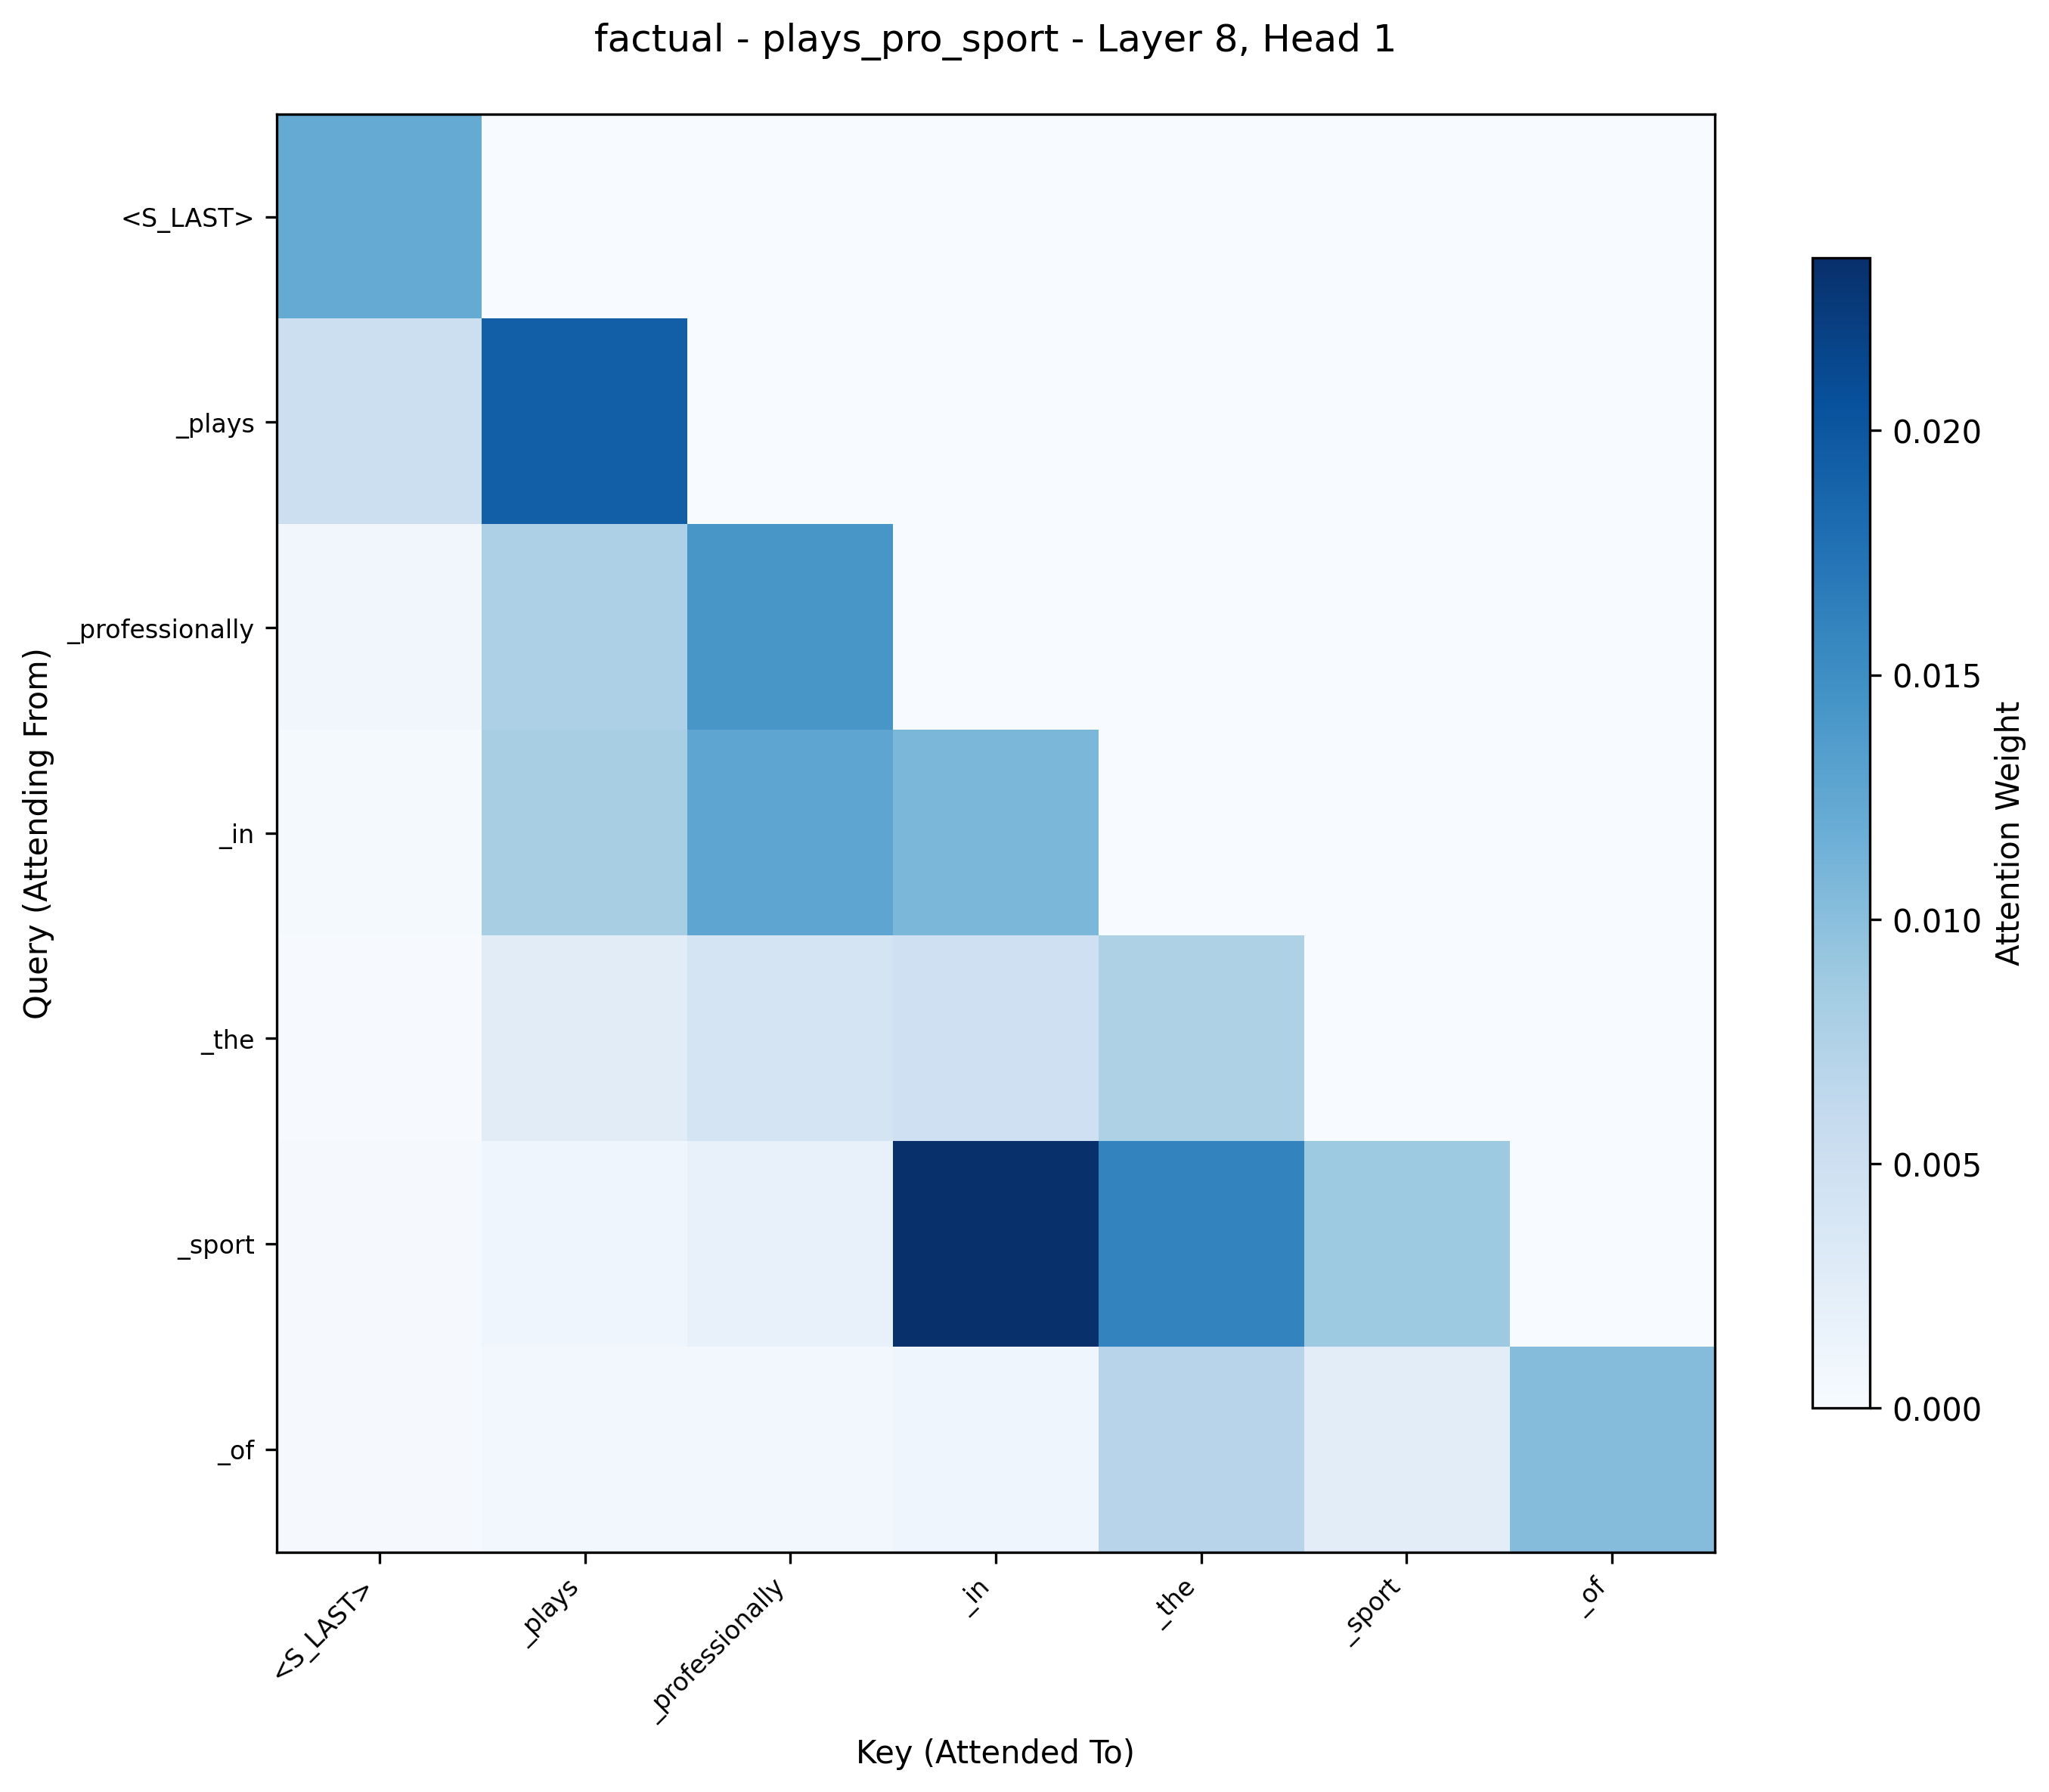 factual - plays_pro_sport - Layer 8, Head 1
Query (Attending From)
<S_LAST>
_plays
_professionally
_in
_the
_sport
_of
<S_LAST>
_plays
_professionally
_in
_the
_sport
_of
Key (Attended To)
0.020
0.015
0.010
0.005
0.000
Attention Weight